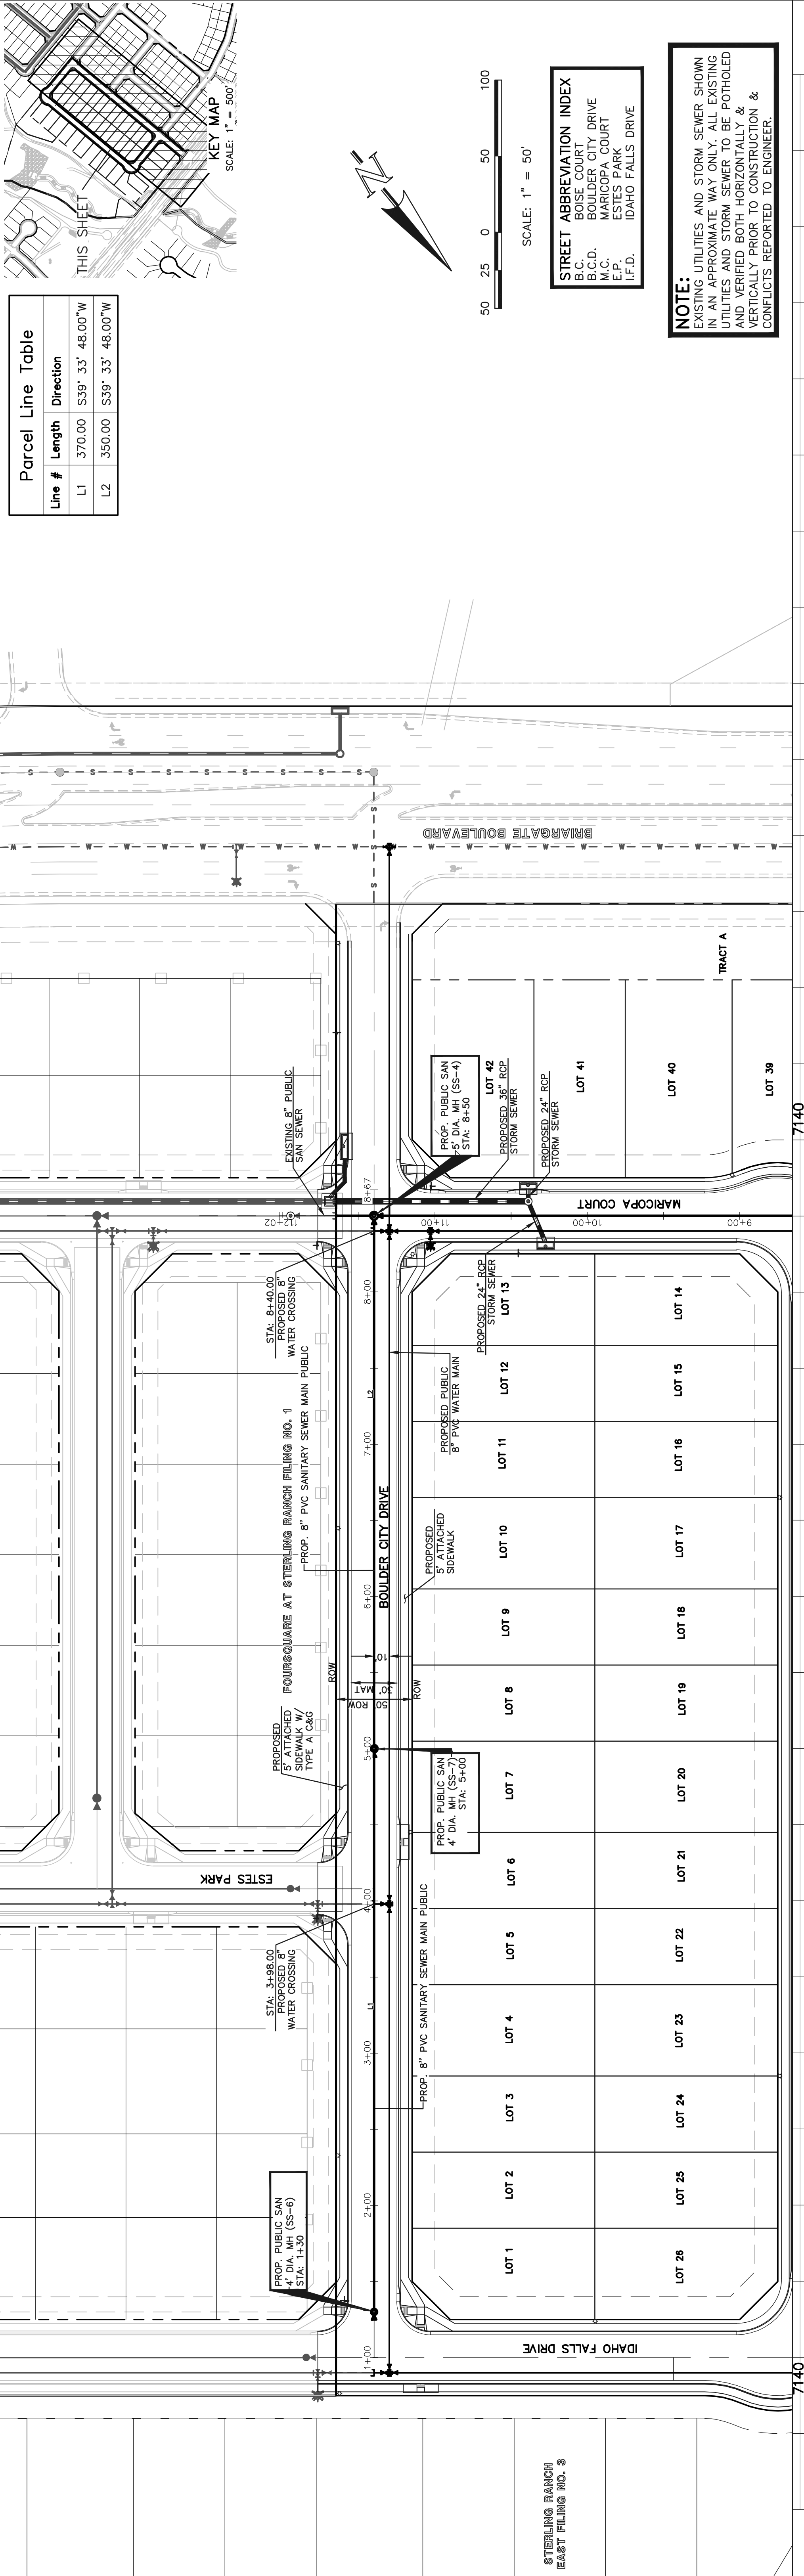 KEY MAP
SCALE: 1" = 500'
THIS SHEET
Parcel Line Table
Line # Length Direction
L1 370.00 S39° 33' 48.00"W
L2 350.00 S39° 33' 48.00"W
N
50 25 0 50 100
SCALE: 1" = 50'
STREET ABBREVIATION INDEX
B.C. BOISE COURT
B.C.D. BOULDER CITY DRIVE
M.C. MARICOPA COURT
E.P. ESTES PARK
I.F.D. IDAHO FALLS DRIVE
NOTE:
EXISTING UTILITIES AND STORM SEWER SHOWN
IN AN APPROXIMATE WAY ONLY. ALL EXISTING
UTILITIES AND STORM SEWER TO BE POTHOLED
AND VERIFIED BOTH HORIZONTALLY &
VERTICALLY PRIOR TO CONSTRUCTION &
CONFLICTS REPORTED TO ENGINEER.
S S S S S S S S
S
S
S
W W W W W W W W W W W W
BRIARGATE BOULEVARD
TRACT A
LOT 42
LOT 41
LOT 40
LOT 39
PROP. PUBLIC SAN
5' DIA. MH (SS-4)
STA: 8+50
PROPOSED 36" RCP
STORM SEWER
PROPOSED 24" RCP
STORM SEWER
EXISTING 8" PUBLIC
SAN SEWER
8+67
12+02
11+00
10+00
9+00
MARICOPA COURT
7140
PROPOSED 24" RCP
STORM SEWER
STA: 8+40.00
PROPOSED 8"
WATER CROSSING
8+00
LOT 13
LOT 14
LOT 12
LOT 15
PROPOSED PUBLIC
8" PVC WATER MAIN
L2
PROP. 8" PVC SANITARY SEWER MAIN PUBLIC
FOURSQUARE AT STERLING RANCH FILING NO. 1
7+00
LOT 11
LOT 16
BOULDER CITY DRIVE
LOT 10
LOT 17
PROPOSED
5' ATTACHED
SIDEWALK
6+00
LOT 9
LOT 18
ROW
10'
30' MAT
50' ROW
ROW
LOT 8
LOT 19
PROPOSED
5' ATTACHED
SIDEWALK W/
TYPE A C&G
5+00
PROP. PUBLIC SAN
4' DIA. MH (SS-7)
STA: 5+00
LOT 7
LOT 20
LOT 6
LOT 21
ESTES PARK
4+00
LOT 5
LOT 22
STA: 3+98.00
PROPOSED 8"
WATER CROSSING
L1
PROP. 8" PVC SANITARY SEWER MAIN PUBLIC
LOT 4
LOT 23
3+00
LOT 3
LOT 24
2+00
LOT 2
LOT 25
PROP. PUBLIC SAN
4' DIA. MH (SS-6)
STA: 1+30
LOT 1
LOT 26
1+00
IDAHO FALLS DRIVE
7140
STERLING RANCH
EAST FILING NO. 3